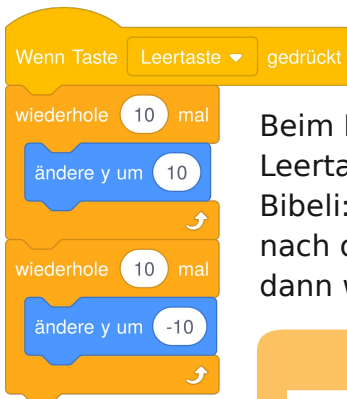 Wenn Taste Leertaste gedrückt
wiederhole 10 mal
ändere y um 10
wiederhole 10 mal
ändere y um -10
Beim
Leerta
Bibeli:
nach
dann